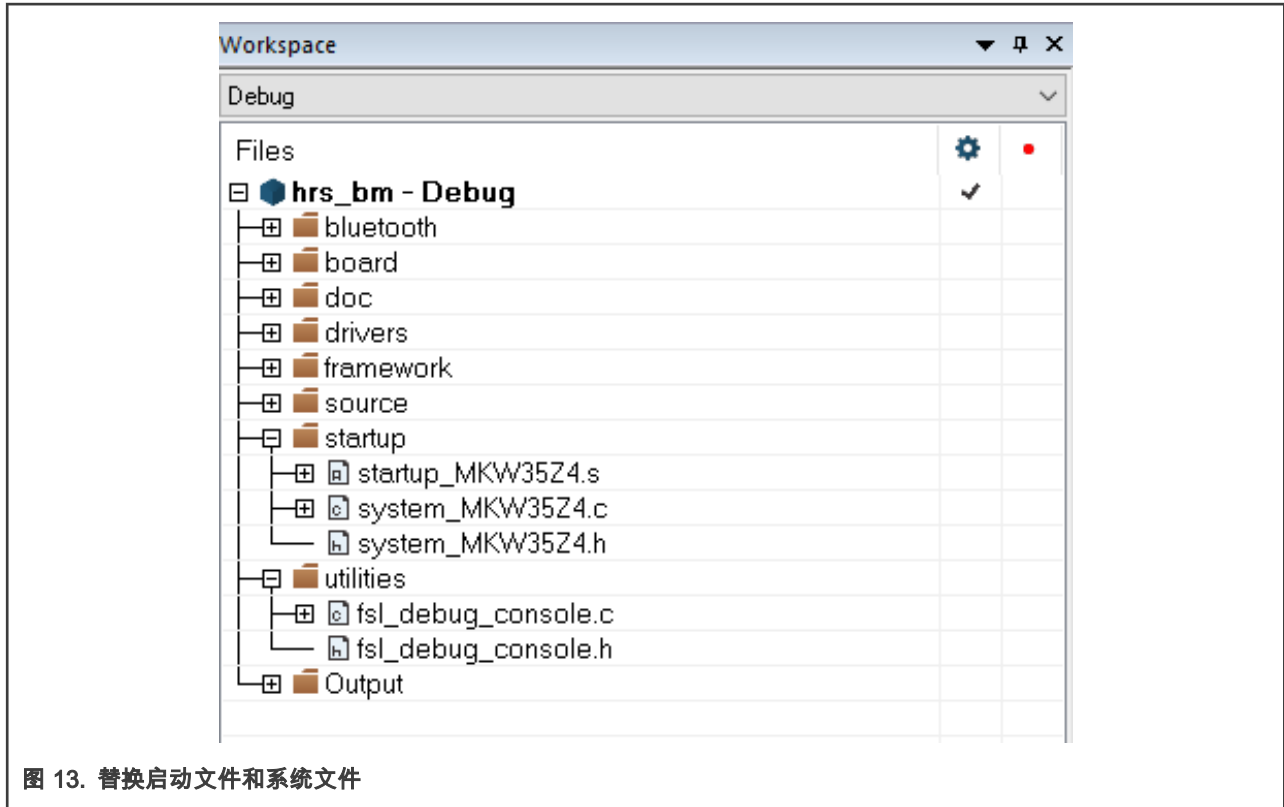 Workspace
Debug
Files
hrs_bm - Debug
bluetooth
board
doc
drivers
framework
source
startup
startup_MKW35Z4.s
system_MKW35Z4.c
system_MKW35Z4.h
utilities
fsl_debug_console.c
fsl_debug_console.h
Output
图 13. 替换启动文件和系统文件